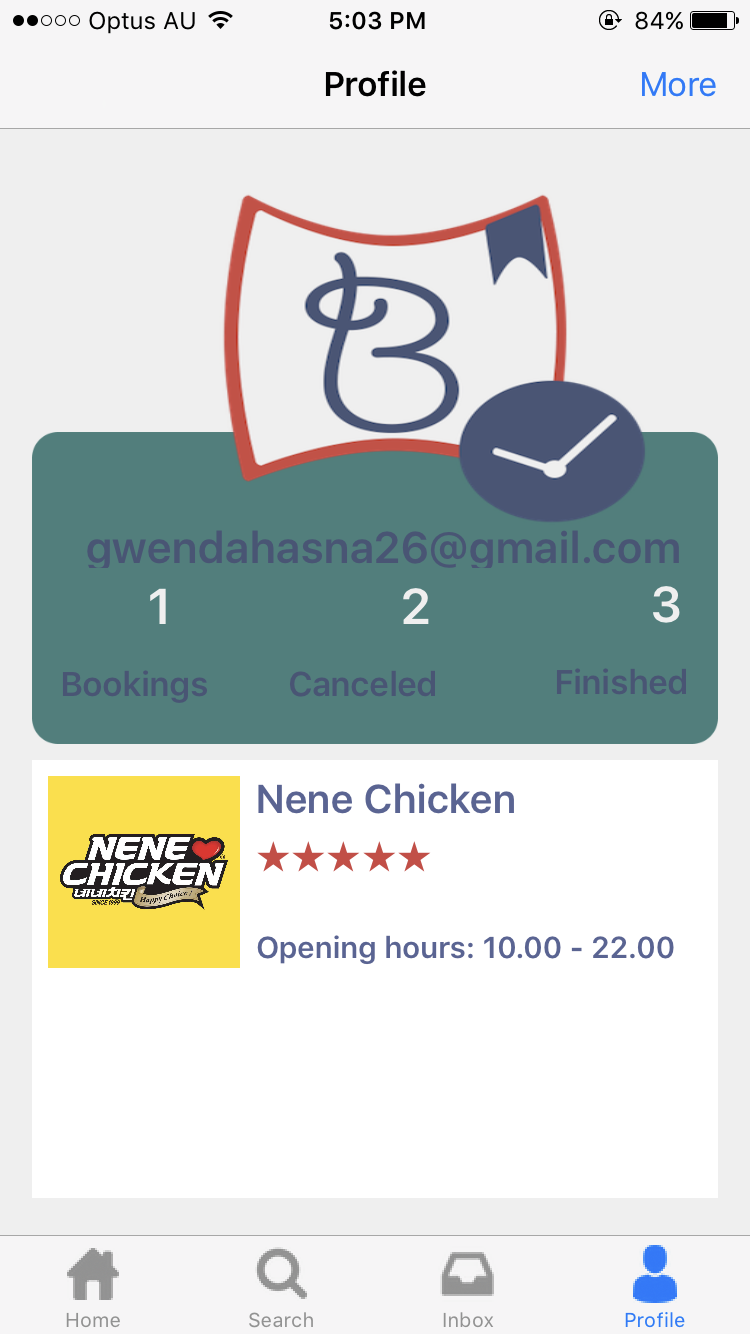 Optus AU 5:03 PM 84%
Profile More
B
gwendahasna26@gmail.com
1 2 3
Bookings Canceled Finished
Nene Chicken
★★★★★
NENE
CHICKEN
네네치킨
Happy Choice!
SINCE 1999
Opening hours: 10.00 - 22.00
Home Search Inbox Profile